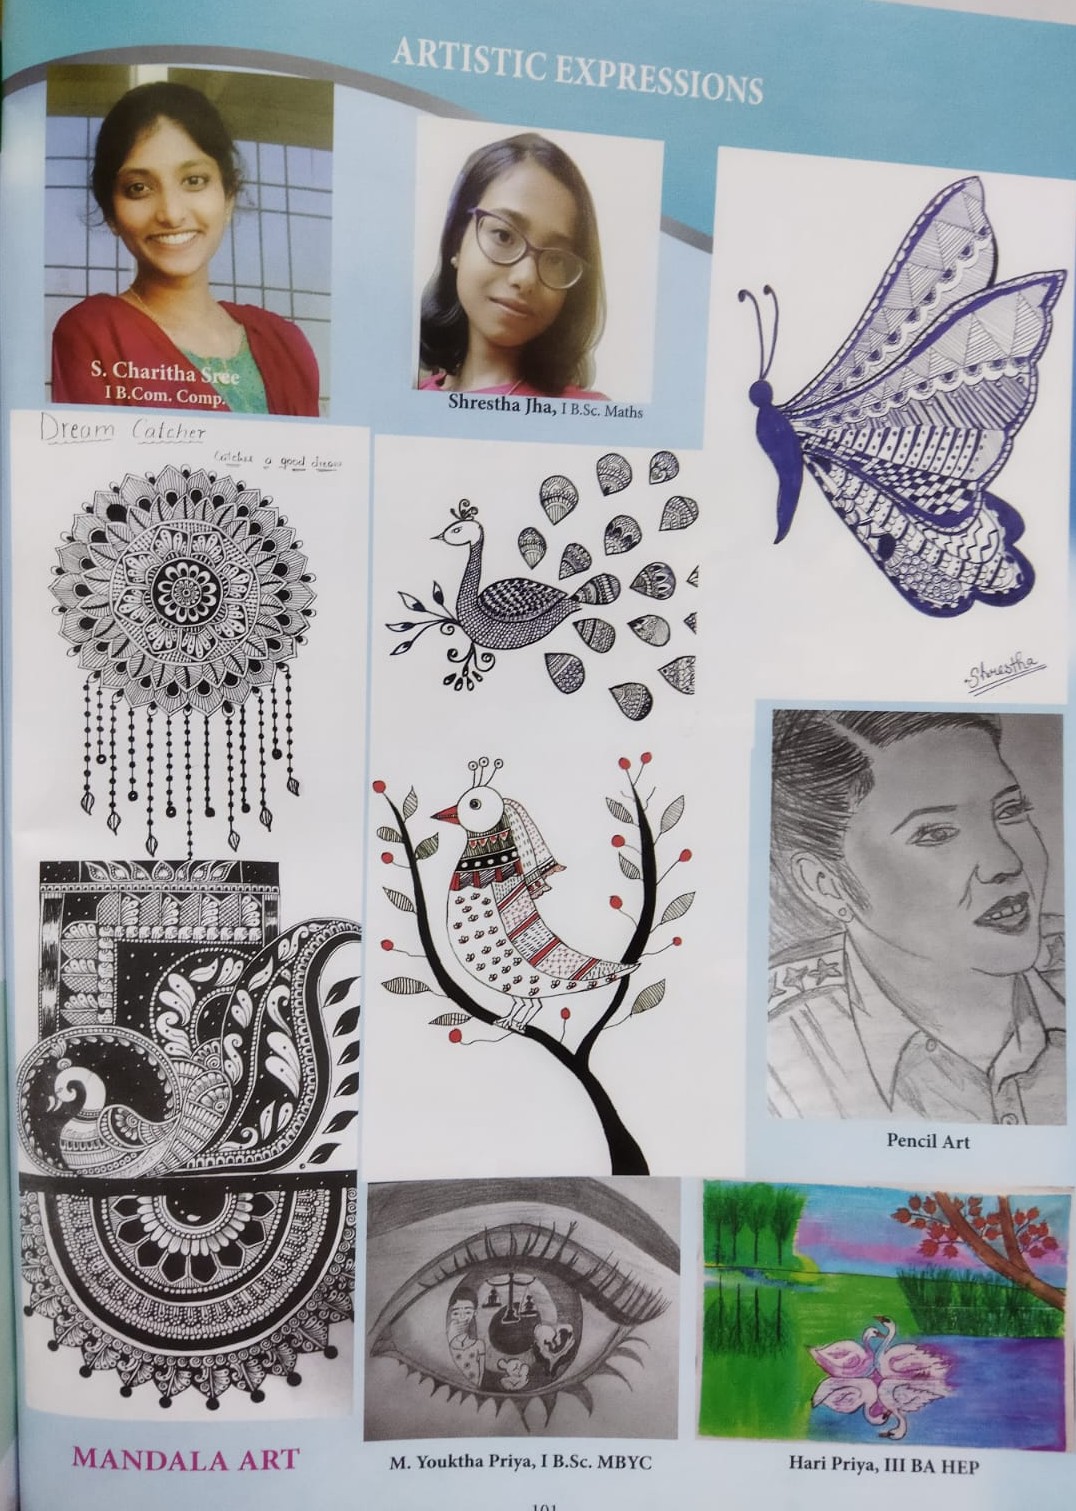 ARTISTIC EXPRESSIONS
S. Charitha Sree
I B.Com. Comp.
Shrestha Jha, I B.Sc. Maths
Dream Catcher
Catches a good dream
Shrestha
Pencil Art
MANDALA ART
M. Youktha Priya, I B.Sc. MBYC
Hari Priya, III BA HEP
101